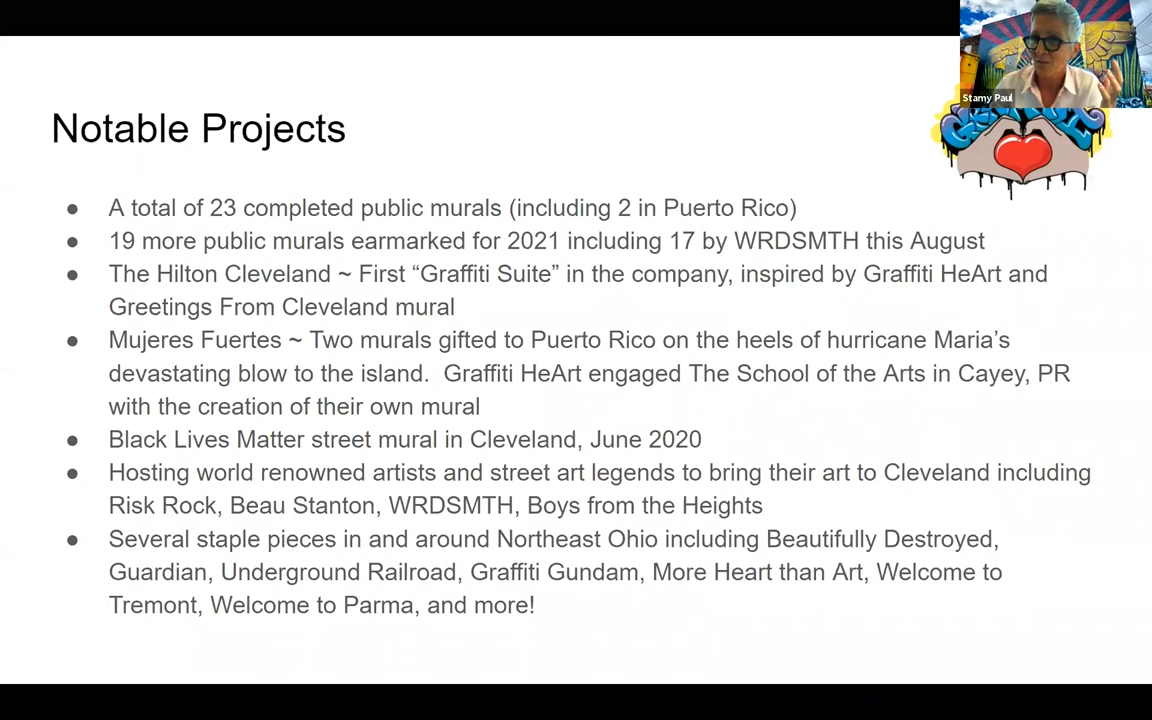 Stamy Paul
Notable Projects
● A total of 23 completed public murals (including 2 in Puerto Rico)
● 19 more public murals earmarked for 2021 including 17 by WRDSMTH this August
● The Hilton Cleveland ~ First “Graffiti Suite” in the company, inspired by Graffiti HeArt and
Greetings From Cleveland mural
● Mujeres Fuertes ~ Two murals gifted to Puerto Rico on the heels of hurricane Maria’s
devastating blow to the island.  Graffiti HeArt engaged The School of the Arts in Cayey, PR
with the creation of their own mural
● Black Lives Matter street mural in Cleveland, June 2020
● Hosting world renowned artists and street art legends to bring their art to Cleveland including
Risk Rock, Beau Stanton, WRDSMTH, Boys from the Heights
● Several staple pieces in and around Northeast Ohio including Beautifully Destroyed,
Guardian, Underground Railroad, Graffiti Gundam, More Heart than Art, Welcome to
Tremont, Welcome to Parma, and more!